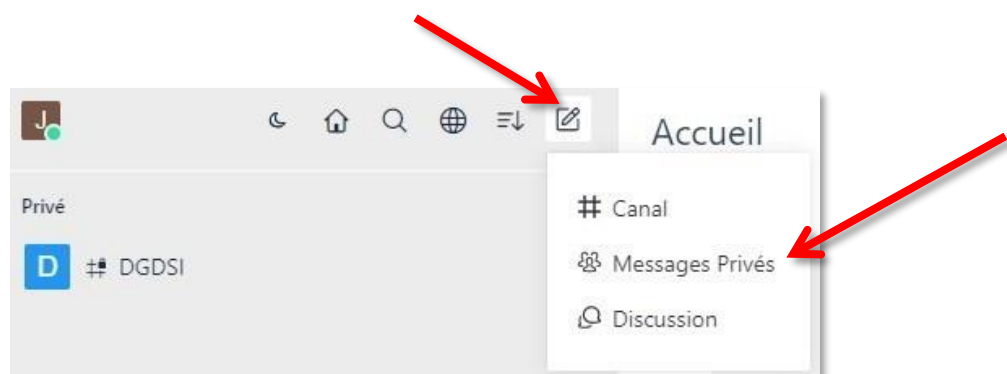 J
Accueil
Privé
D DGDSI
# Canal
Messages Privés
Discussion